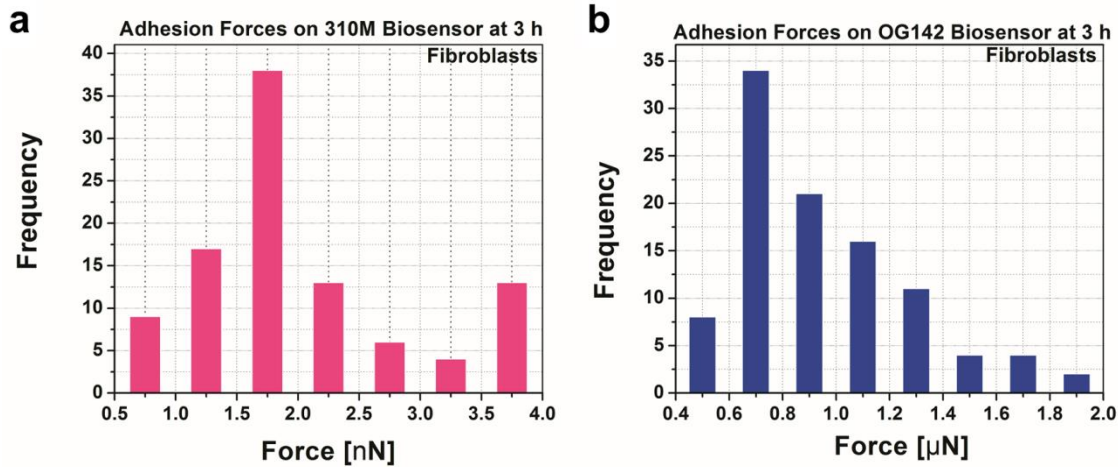 a
Adhesion Forces on 310M Biosensor at 3 h
Fibroblasts
40
35
30
25
20
15
10
5
0
Frequency
0.5 1.0 1.5 2.0 2.5 3.0 3.5 4.0
Force [nN]
b
Adhesion Forces on OG142 Biosensor at 3 h
Fibroblasts
35
30
25
20
15
10
5
0
Frequency
0.4 0.6 0.8 1.0 1.2 1.4 1.6 1.8 2.0
Force [µN]